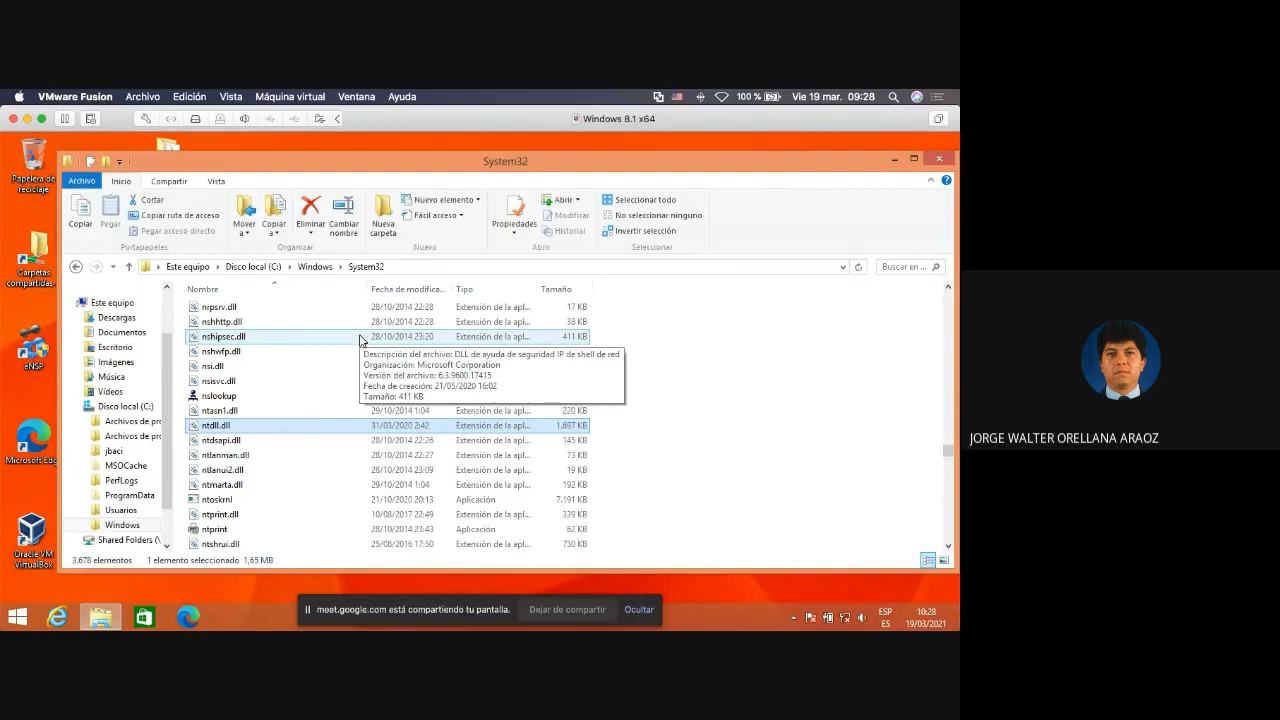 VMware Fusion Archivo Edición Vista Máquina virtual Ventana Ayuda 100 % Vie 19 mar. 09:28
Windows 8.1 x64
Papelera de reciclaje
Carpetas compartidas
eNSP
Microsoft Edge
Oracle VM VirtualBox
System32
Archivo Inicio Compartir Vista
Copiar
Pegar
Cortar
Copiar ruta de acceso
Pegar acceso directo
Portapapeles
Mover a
Copiar a
Eliminar
Cambiar nombre
Organizar
Nueva carpeta
Nuevo elemento
Fácil acceso
Nuevo
Propiedades
Abrir
Modificar
Historial
Abrir
Seleccionar todo
No seleccionar ninguno
Invertir selección
Seleccionar
Este equipo Disco local (C:) Windows System32
Buscar en ...
Este equipo
Descargas
Documentos
Escritorio
Imágenes
Música
Vídeos
Disco local (C:)
Archivos de pro
Archivos de pro
jbaci
MSOCache
PerfLogs
ProgramData
Usuarios
Windows
Shared Folders (\
Nombre Fecha de modifica... Tipo Tamaño
nrpsrv.dll 28/10/2014 22:28 Extensión de la apl... 17 KB
nshhttp.dll 28/10/2014 22:28 Extensión de la apl... 38 KB
nshipsec.dll 28/10/2014 23:20 Extensión de la apl... 411 KB
nshwfp.dll
nsi.dll
nsisvc.dll
nslookup
ntasn1.dll 29/10/2014 1:04 Extensión de la apl... 220 KB
ntdll.dll 31/03/2020 2:42 Extensión de la apl... 1.697 KB
ntdsapi.dll 28/10/2014 22:26 Extensión de la apl... 145 KB
ntlanman.dll 28/10/2014 22:27 Extensión de la apl... 73 KB
ntlanui2.dll 28/10/2014 23:09 Extensión de la apl... 19 KB
ntmarta.dll 29/10/2014 1:04 Extensión de la apl... 192 KB
ntoskrnl 21/10/2020 20:13 Aplicación 7.191 KB
ntprint.dll 10/08/2017 22:49 Extensión de la apl... 339 KB
ntprint 28/10/2014 23:43 Aplicación 62 KB
ntshrui.dll 25/08/2016 17:50 Extensión de la apl... 730 KB
Descripción del archivo: DLL de ayuda de seguridad IP de shell de red
Organización: Microsoft Corporation
Versión del archivo: 6.3.9600.17415
Fecha de creación: 21/05/2020 16:02
Tamaño: 411 KB
3.678 elementos 1 elemento seleccionado 1,65 MB
meet.google.com está compartiendo tu pantalla. Dejar de compartir Ocultar
ESP
ES
10:28
19/03/2021
JORGE WALTER ORELLANA ARAOZ